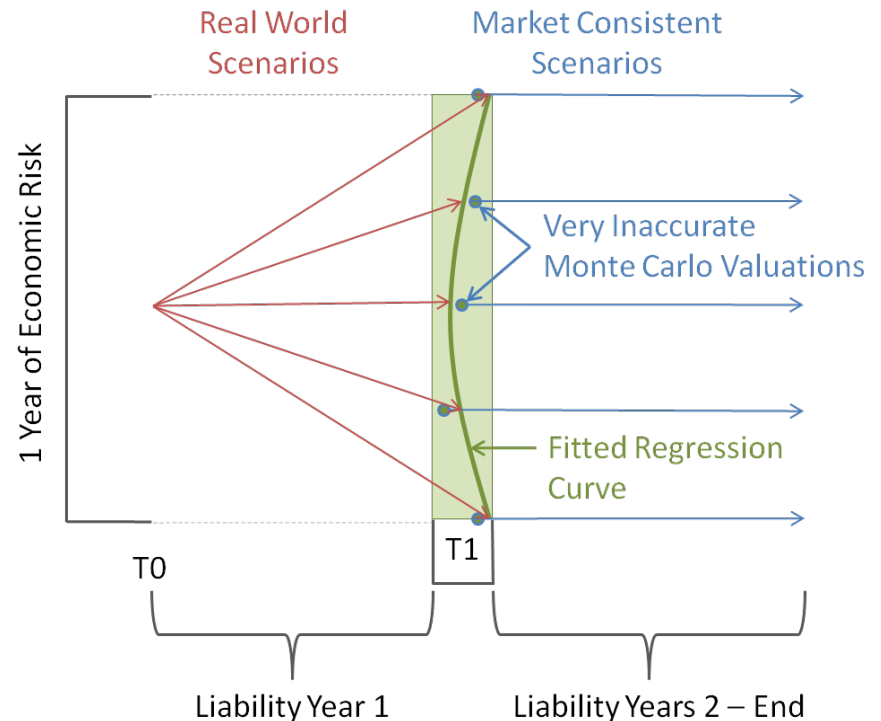 Real World
Scenarios
Market Consistent
Scenarios
1 Year of Economic Risk
Very Inaccurate
Monte Carlo Valuations
Fitted Regression
Curve
T0
T1
Liability Year 1
Liability Years 2 – End